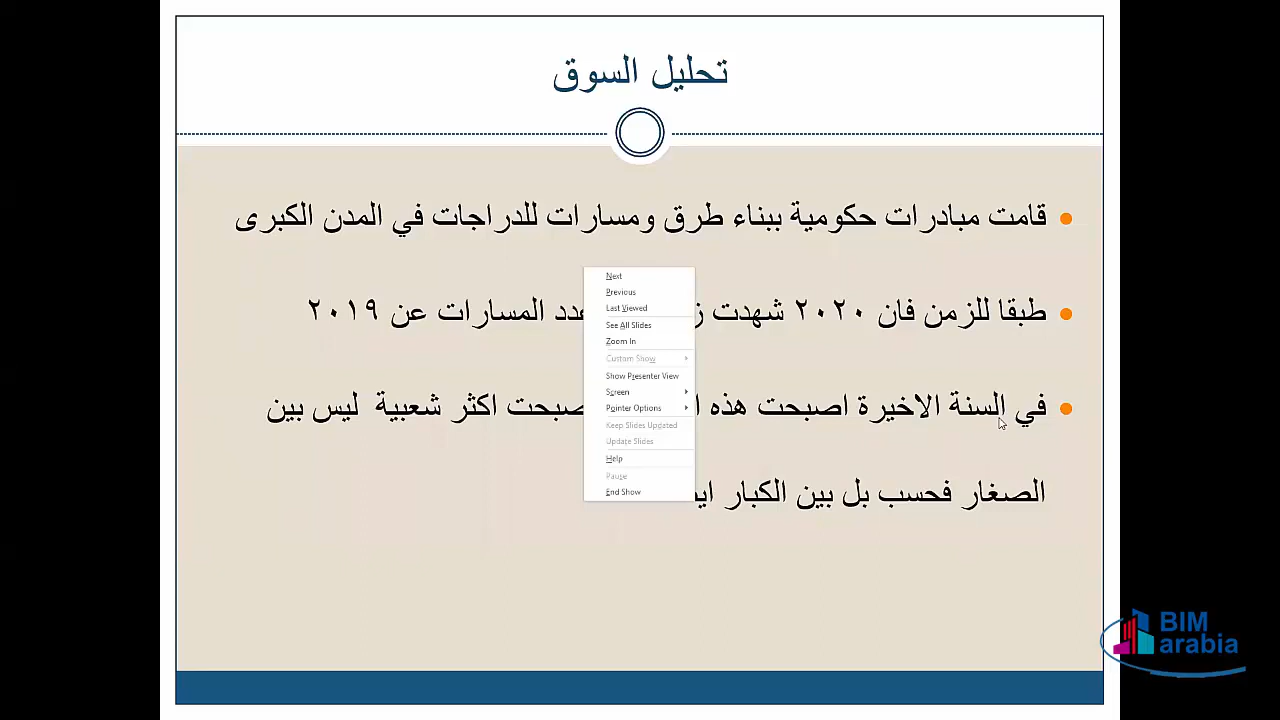 تحليل السوق
قامت مبادرات حكومية ببناء طرق ومسارات للدراجات في المدن الكبرى
طبقا للزمن فان ٢٠٢٠ شهدت عدد المسارات عن ٢٠١٩
في السنة الاخيرة اصبحت هذه اصبحت اكثر شعبية ليس بين
الصغار فحسب بل بين الكبار
Next
Previous
Last Viewed
See All Slides
Zoom In
Custom Show
Show Presenter View
Screen
Pointer Options
Keep Slides Updated
Update Slides
Help
Pause
End Show
BIM
arabia